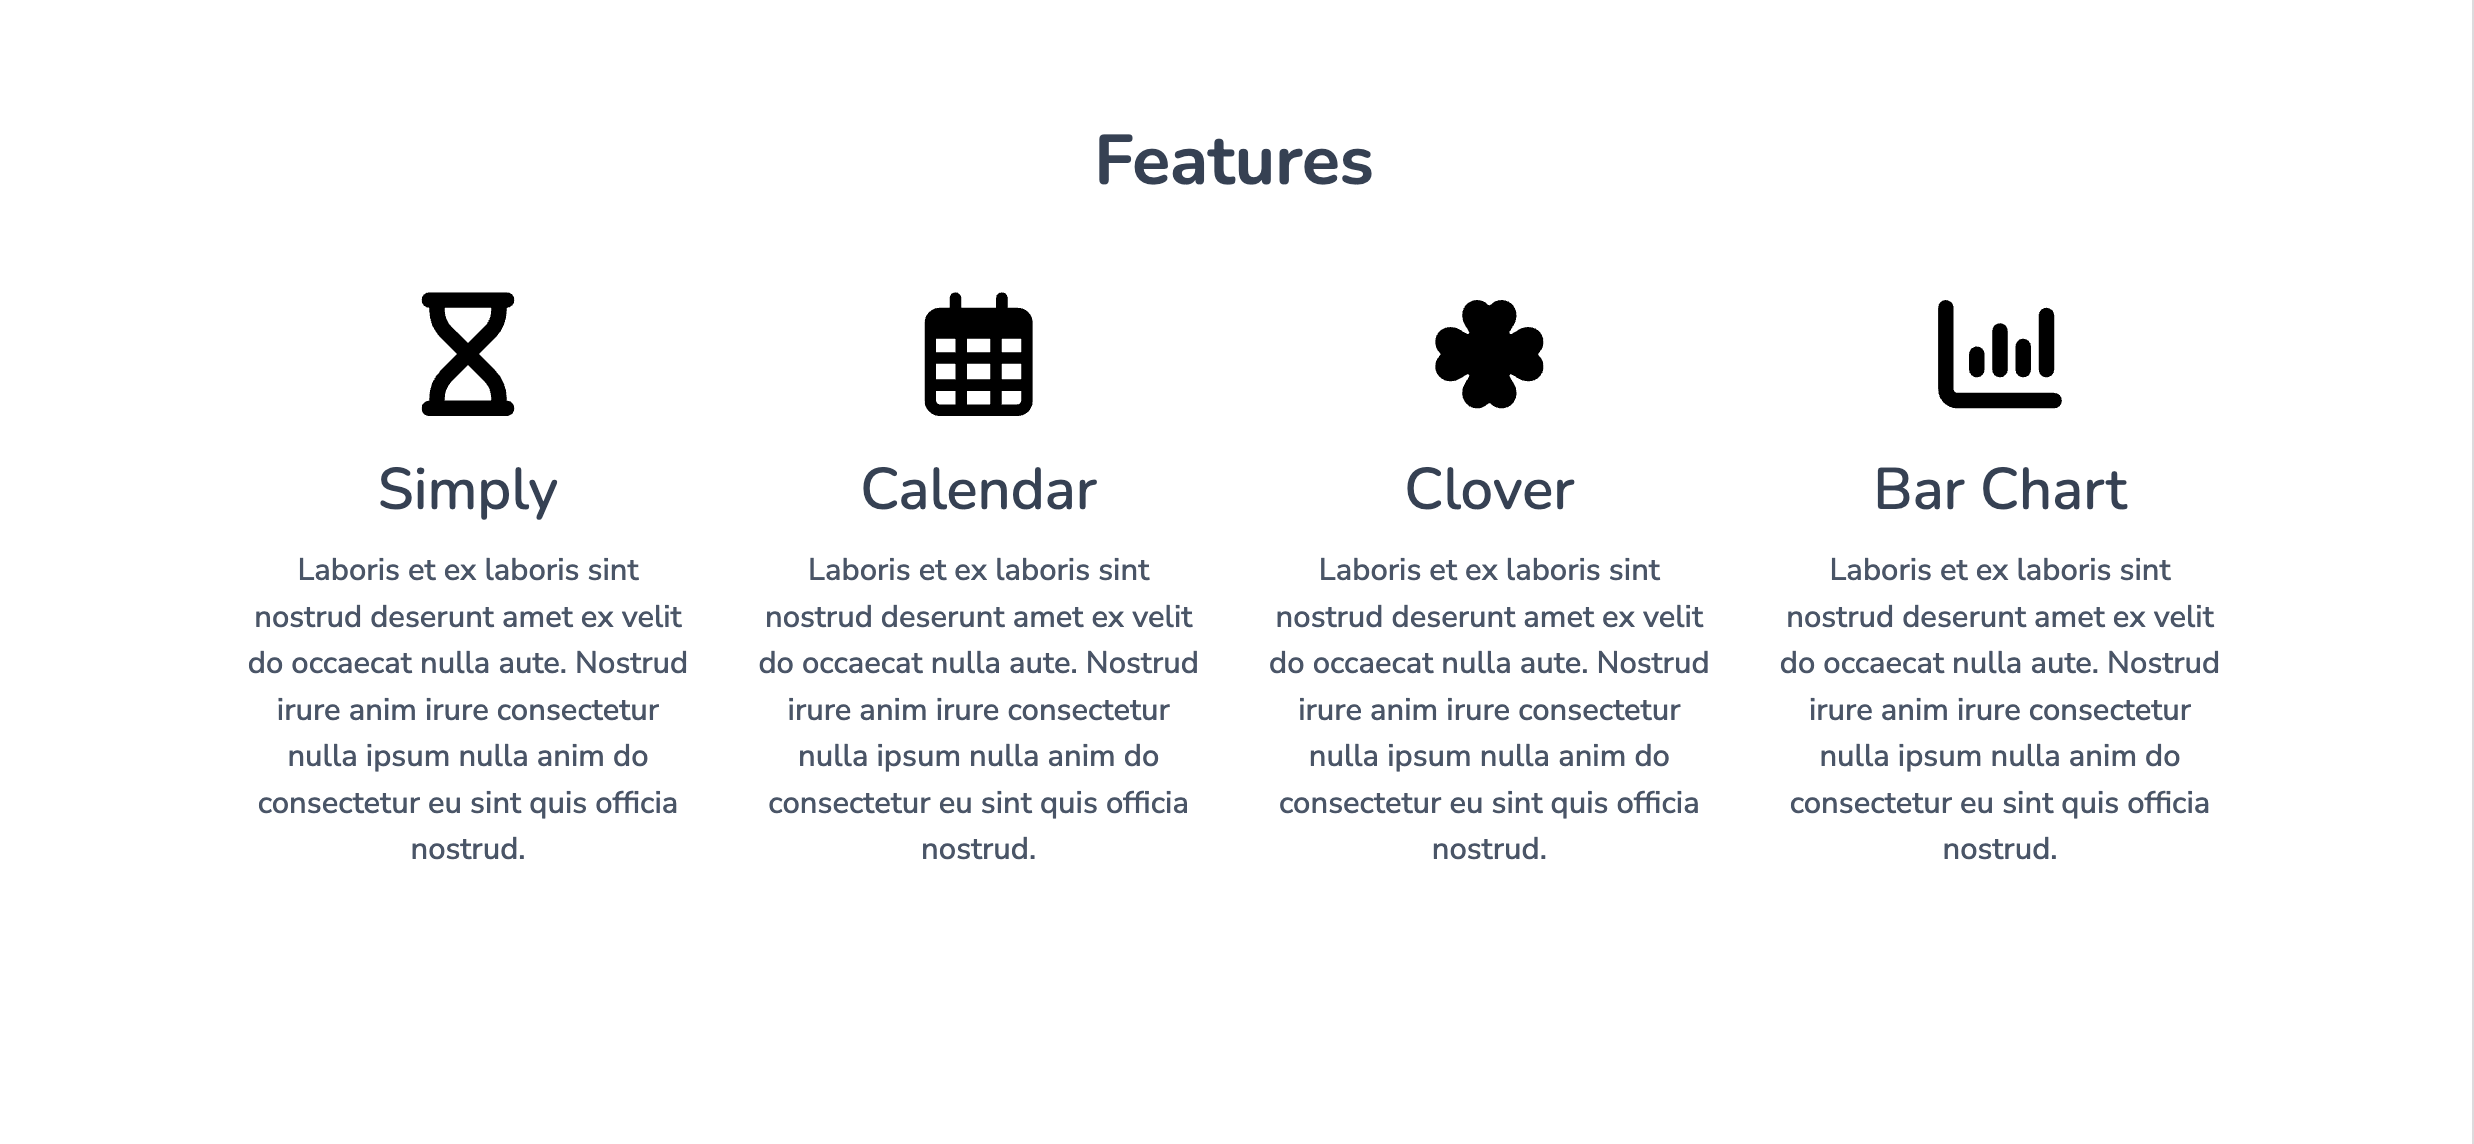 Features
Simply
Laboris et ex laboris sint
nostrud deserunt amet ex velit
do occaecat nulla aute. Nostrud
irure anim irure consectetur
nulla ipsum nulla anim do
consectetur eu sint quis officia
nostrud.
Calendar
Laboris et ex laboris sint
nostrud deserunt amet ex velit
do occaecat nulla aute. Nostrud
irure anim irure consectetur
nulla ipsum nulla anim do
consectetur eu sint quis officia
nostrud.
Clover
Laboris et ex laboris sint
nostrud deserunt amet ex velit
do occaecat nulla aute. Nostrud
irure anim irure consectetur
nulla ipsum nulla anim do
consectetur eu sint quis officia
nostrud.
Bar Chart
Laboris et ex laboris sint
nostrud deserunt amet ex velit
do occaecat nulla aute. Nostrud
irure anim irure consectetur
nulla ipsum nulla anim do
consectetur eu sint quis officia
nostrud.